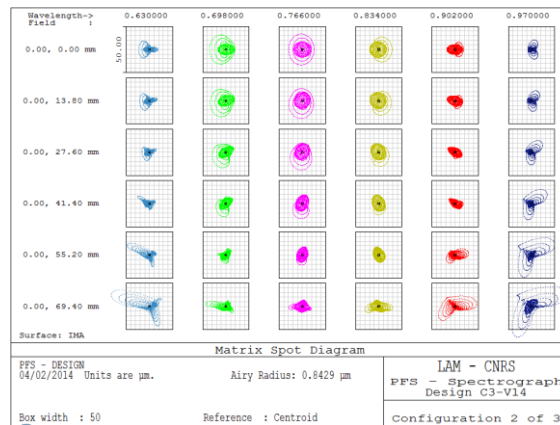 Wavelength-> 0.630000 0.698000 0.766000 0.834000 0.902000 0.970000
Field :
0.00, 0.00 mm
50.00
0.00, 13.80 mm
0.00, 27.60 mm
0.00, 41.40 mm
0.00, 55.20 mm
0.00, 69.40 mm
Surface: IMA
Matrix Spot Diagram
PFS - DESIGN
04/02/2014 Units are µm. Airy Radius: 0.8429 µm
Box width : 50 Reference : Centroid
LAM - CNRS
PFS - Spectrograph
Design C3-V14
Configuration 2 of 3